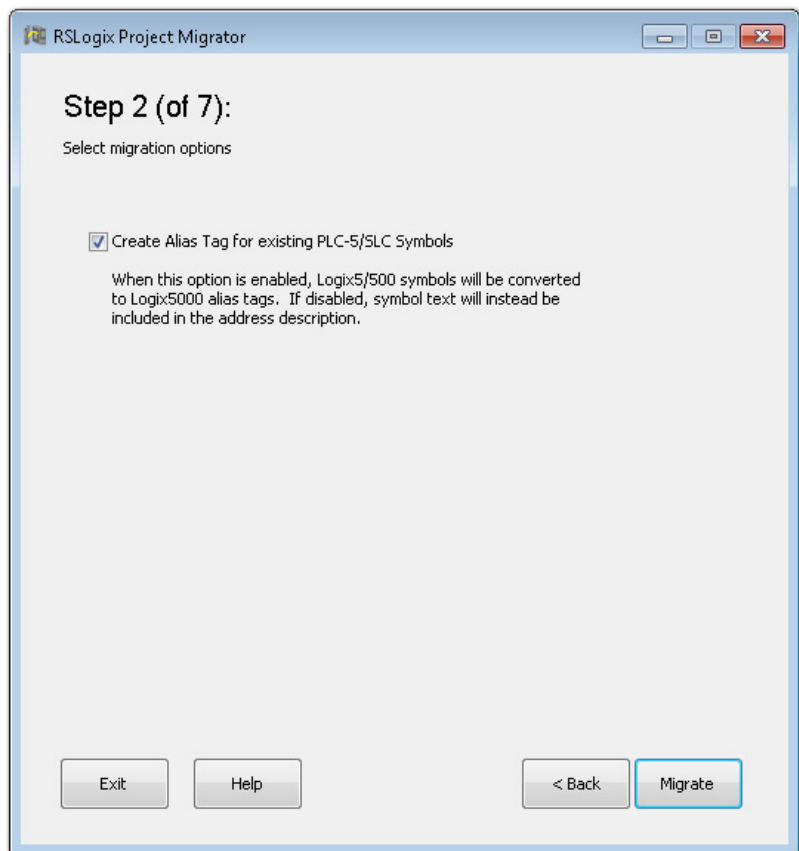 RSLogix Project Migrator
Step 2 (of 7):
Select migration options
Create Alias Tag for existing PLC-5/SLC Symbols
When this option is enabled, Logix5/500 symbols will be converted
to Logix5000 alias tags.  If disabled, symbol text will instead be
included in the address description.
Exit
Help
< Back
Migrate